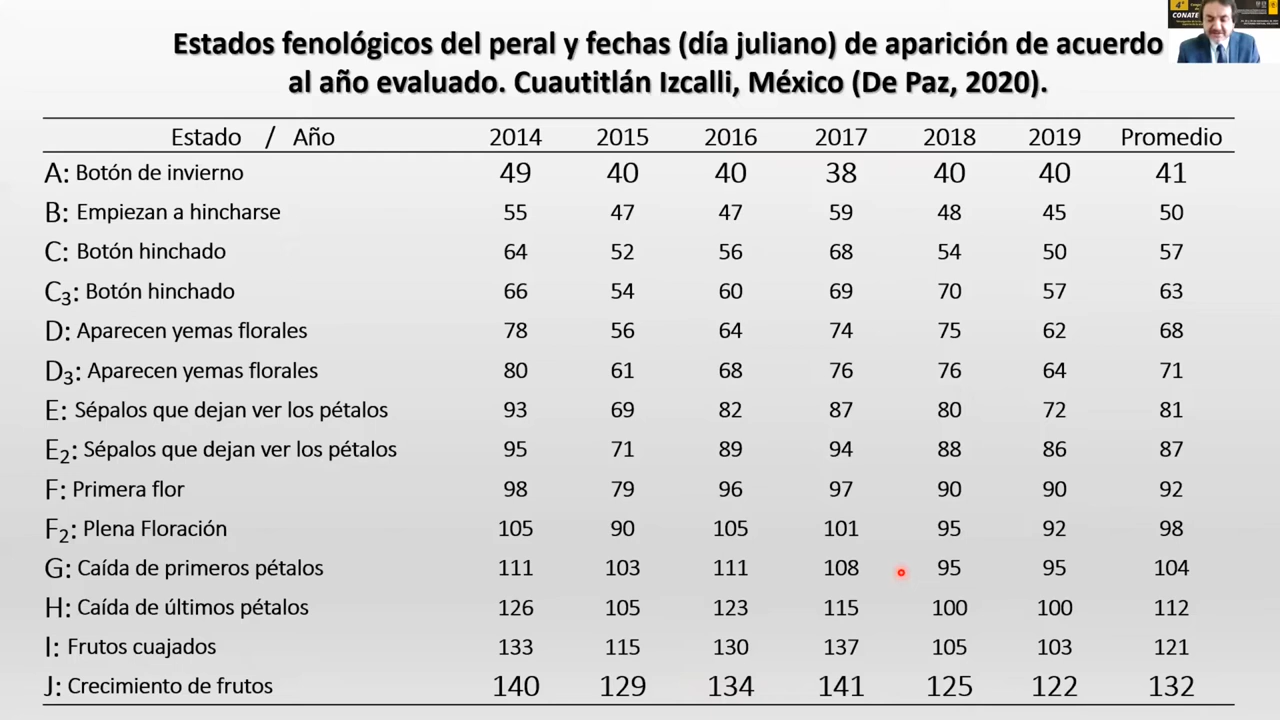 Estados fenológicos del peral y fechas (día juliano) de aparición de acuerdo
al año evaluado. Cuautitlán Izcalli, México (De Paz, 2020).
4°
CONATE
Estado / Año 2014 2015 2016 2017 2018 2019 Promedio
A: Botón de invierno 49 40 40 38 40 40 41
B: Empiezan a hincharse 55 47 47 59 48 45 50
C: Botón hinchado 64 52 56 68 54 50 57
C3: Botón hinchado 66 54 60 69 70 57 63
D: Aparecen yemas florales 78 56 64 74 75 62 68
D3: Aparecen yemas florales 80 61 68 76 76 64 71
E: Sépalos que dejan ver los pétalos 93 69 82 87 80 72 81
E2: Sépalos que dejan ver los pétalos 95 71 89 94 88 86 87
F: Primera flor 98 79 96 97 90 90 92
F2: Plena Floración 105 90 105 101 95 92 98
G: Caída de primeros pétalos 111 103 111 108 95 95 104
H: Caída de últimos pétalos 126 105 123 115 100 100 112
I: Frutos cuajados 133 115 130 137 105 103 121
J: Crecimiento de frutos 140 129 134 141 125 122 132